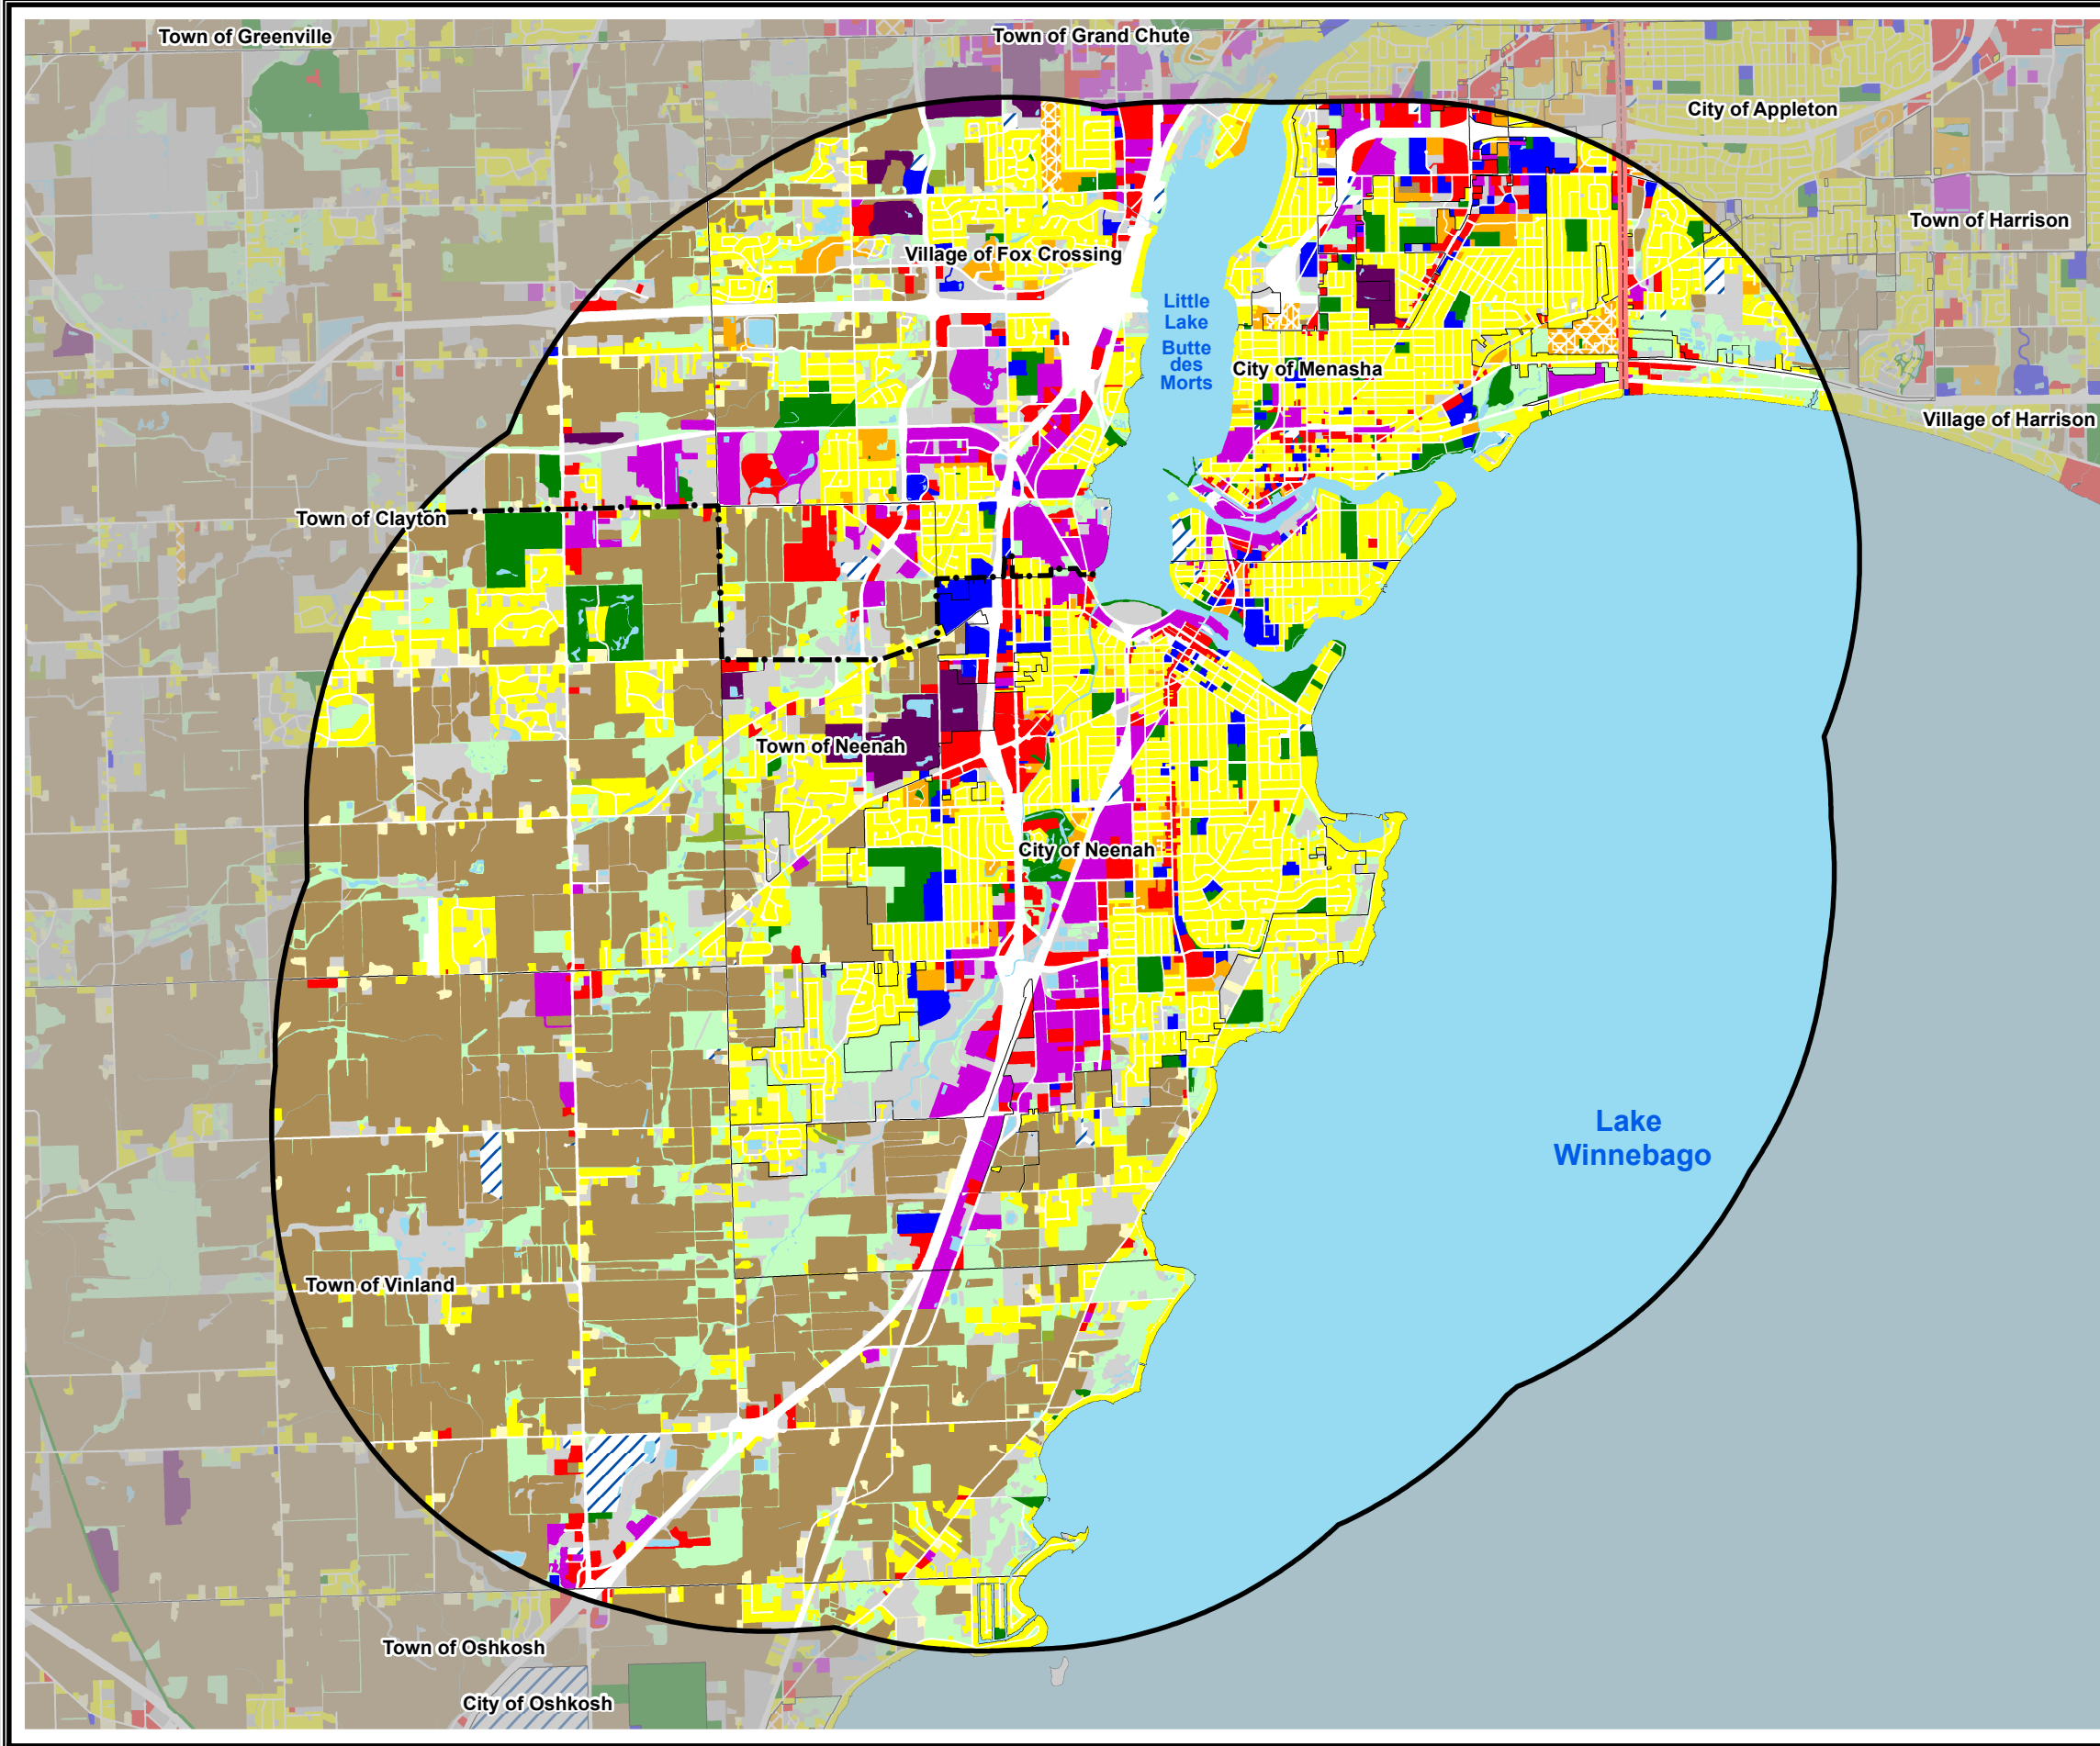 Town of Greenville
Town of Grand Chute
City of Appleton
Town of Harrison
Village of Fox Crossing
Little
Lake
Butte
des
Morts
City of Menasha
Village of Harrison
Town of Clayton
Town of Neenah
City of Neenah
Lake
Winnebago
Town of Vinland
Town of Oshkosh
City of Oshkosh